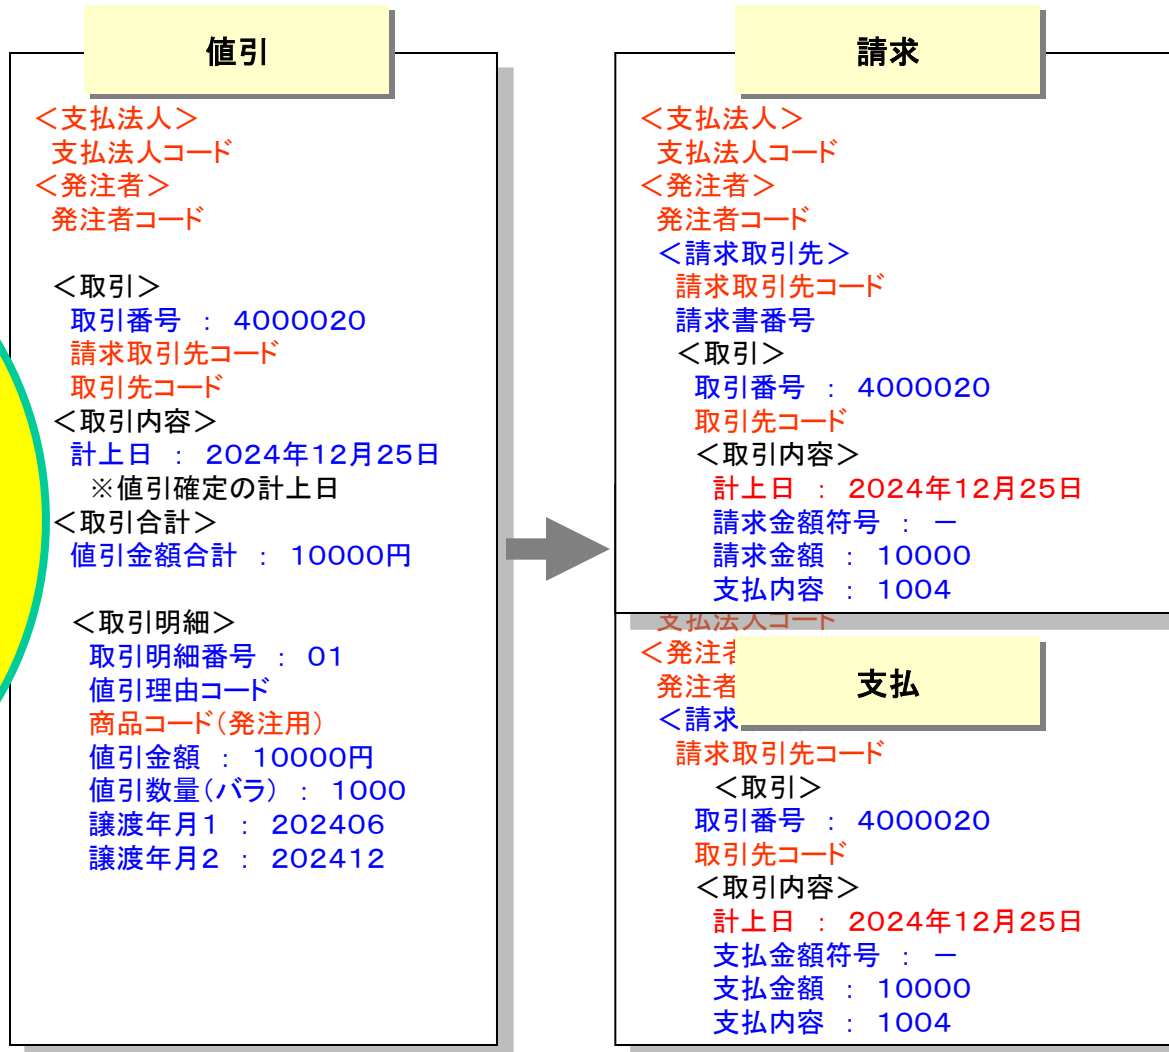 値引
＜支払法人＞
支払法人コード
＜発注者＞
発注者コード
＜取引＞
取引番号 ： 4000020
請求取引先コード
取引先コード
＜取引内容＞
計上日 ： 2024年12月25日
※値引確定の計上日
＜取引合計＞
値引金額合計 ： 10000円
＜取引明細＞
取引明細番号 ： 01
値引理由コード
商品コード（発注用）
値引金額 ： 10000円
値引数量（バラ） ： 1000
譲渡年月1 ： 202406
譲渡年月2 ： 202412
請求
＜支払法人＞
支払法人コード
＜発注者＞
発注者コード
＜請求取引先＞
請求取引先コード
請求書番号
＜取引＞
取引番号 ： 4000020
取引先コード
＜取引内容＞
計上日 ： 2024年12月25日
請求金額符号 ： －
請求金額 ： 10000
支払内容 ： 1004
支払法人コード
＜発注者
発注者
＜請求
支払
請求取引先コード
＜取引＞
取引番号 ： 4000020
取引先コード
＜取引内容＞
計上日 ： 2024年12月25日
支払金額符号 ： －
支払金額 ： 10000
支払内容 ： 1004